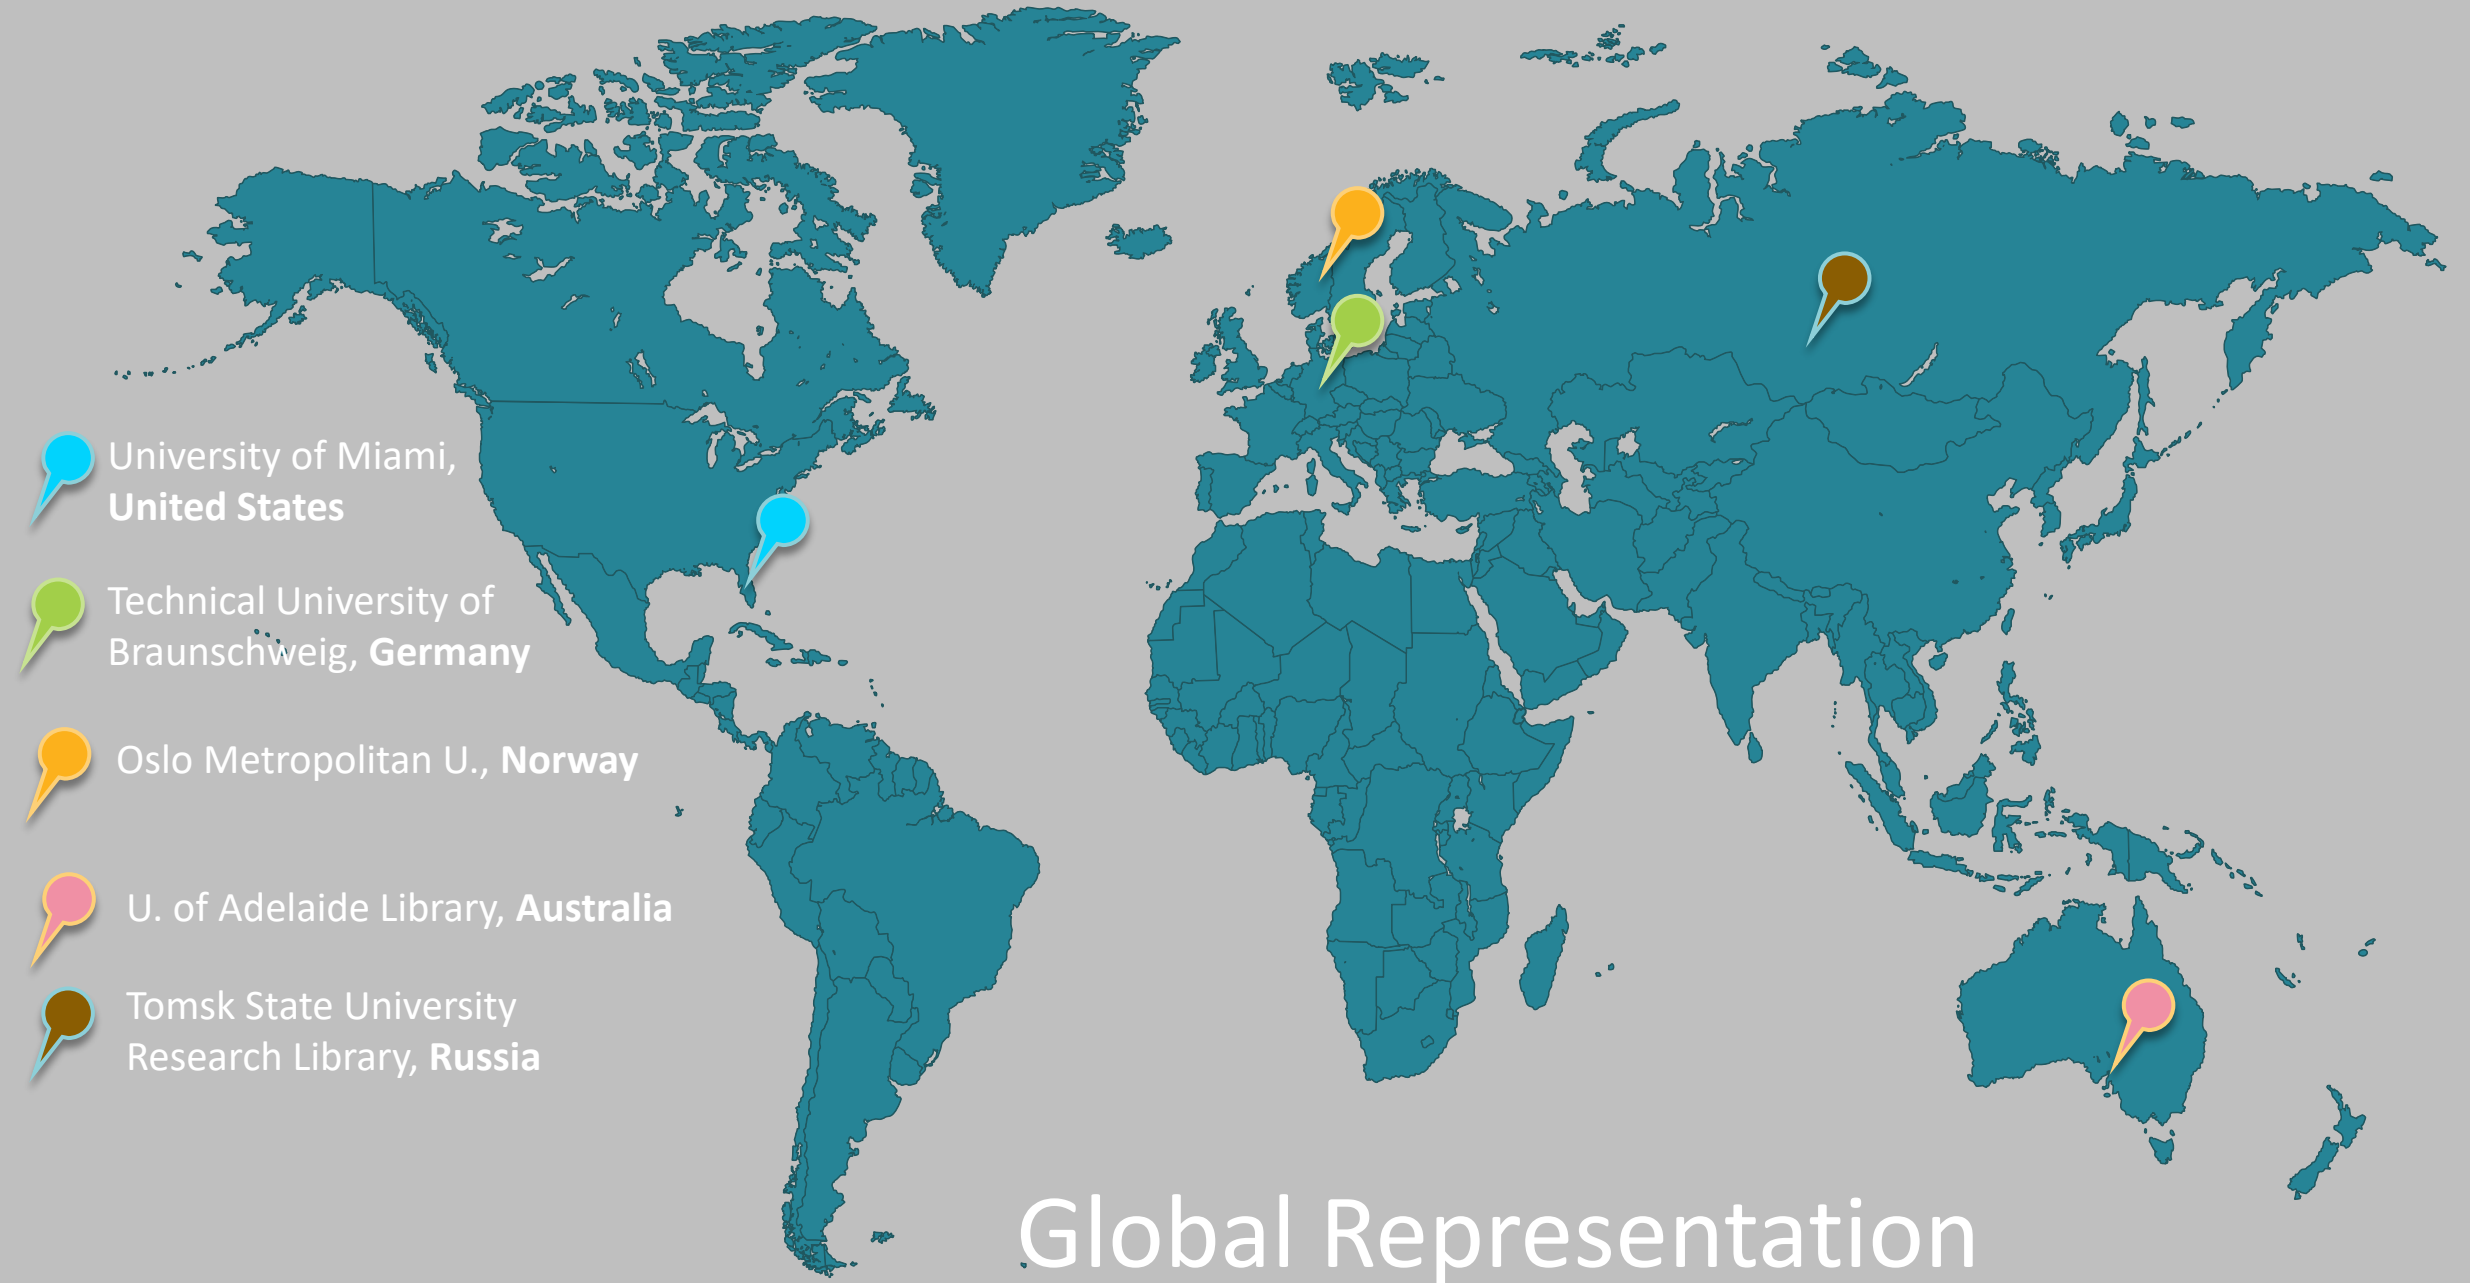 University of Miami,
United States
Technical University of
Braunschweig, Germany
Oslo Metropolitan U., Norway
U. of Adelaide Library, Australia
Tomsk State University
Research Library, Russia
Global Representation